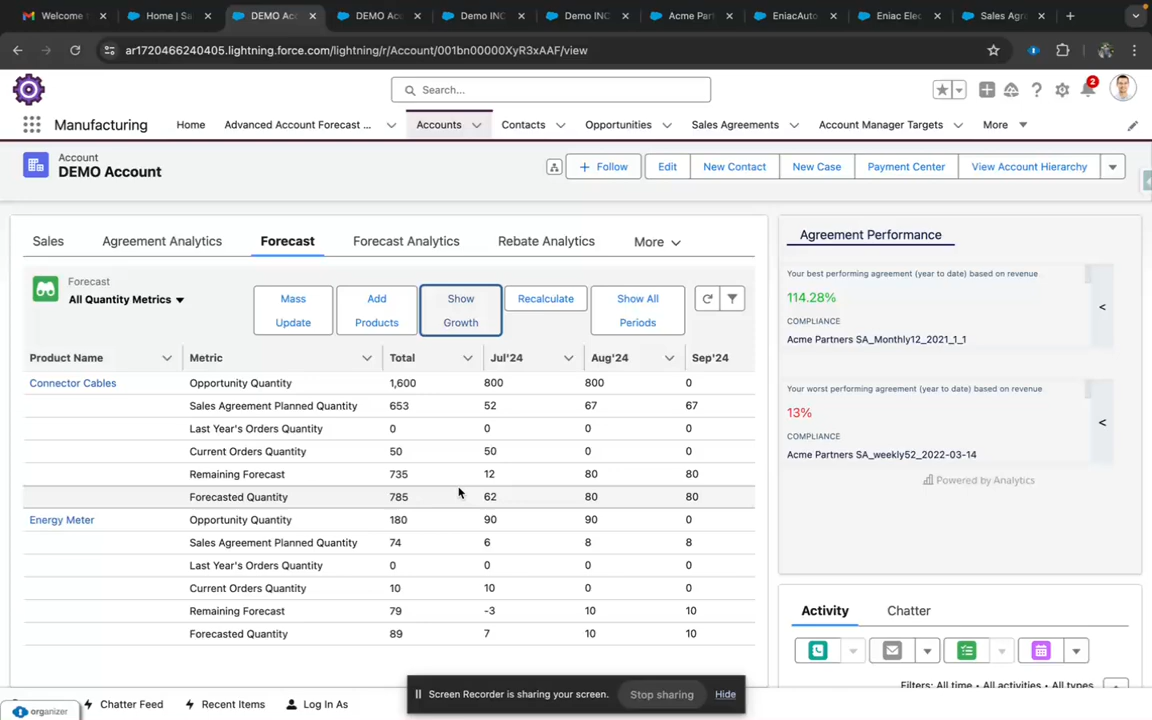 Welcome
Home | Sa
DEMO Acc
DEMO Acc
Demo INC
Demo INC
Acme Part
EniacAuto
Eniac Elec
Sales Agre
ar1720466240405.lightning.force.com/lightning/r/Account/001bn00000XyR3xAAF/view
Search...
2
Manufacturing
Home
Advanced Account Forecast ...
Accounts
Contacts
Opportunities
Sales Agreements
Account Manager Targets
More
Account
DEMO Account
Follow
Edit
New Contact
New Case
Payment Center
View Account Hierarchy
Sales
Agreement Analytics
Forecast
Forecast Analytics
Rebate Analytics
More
Forecast
All Quantity Metrics
Mass Update
Add Products
Show Growth
Recalculate
Show All Periods
Product Name Metric Total Jul'24 Aug'24 Sep'24
Connector Cables Opportunity Quantity 1,600 800 800 0
Sales Agreement Planned Quantity 653 52 67 67
Last Year's Orders Quantity 0 0 0 0
Current Orders Quantity 50 50 0 0
Remaining Forecast 735 12 80 80
Forecasted Quantity 785 62 80 80
Energy Meter Opportunity Quantity 180 90 90 0
Sales Agreement Planned Quantity 74 6 8 8
Last Year's Orders Quantity 0 0 0 0
Current Orders Quantity 10 10 0 0
Remaining Forecast 79 -3 10 10
Forecasted Quantity 89 7 10 10
Agreement Performance
Your best performing agreement (year to date) based on revenue
114.28%
COMPLIANCE
Acme Partners SA_Monthly12_2021_1_1
<
Your worst performing agreement (year to date) based on revenue
13%
COMPLIANCE
Acme Partners SA_weekly52_2022-03-14
<
Powered by Analytics
Activity
Chatter
Filters: All time • All activities • All types
Screen Recorder is sharing your screen.
Stop sharing
Hide
organizer
Chatter Feed
Recent Items
Log In As